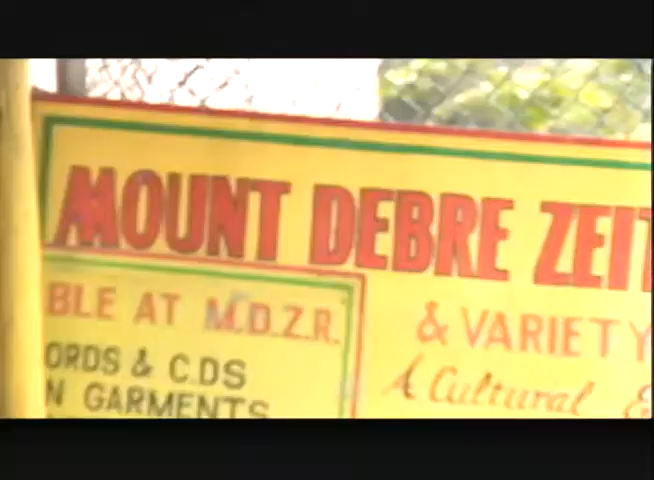 MOUNT DEBRE ZEIT
BLE AT M.D.Z.R.
ORDS & C.DS
N GARMENTS
& VARIETY
A Cultural &